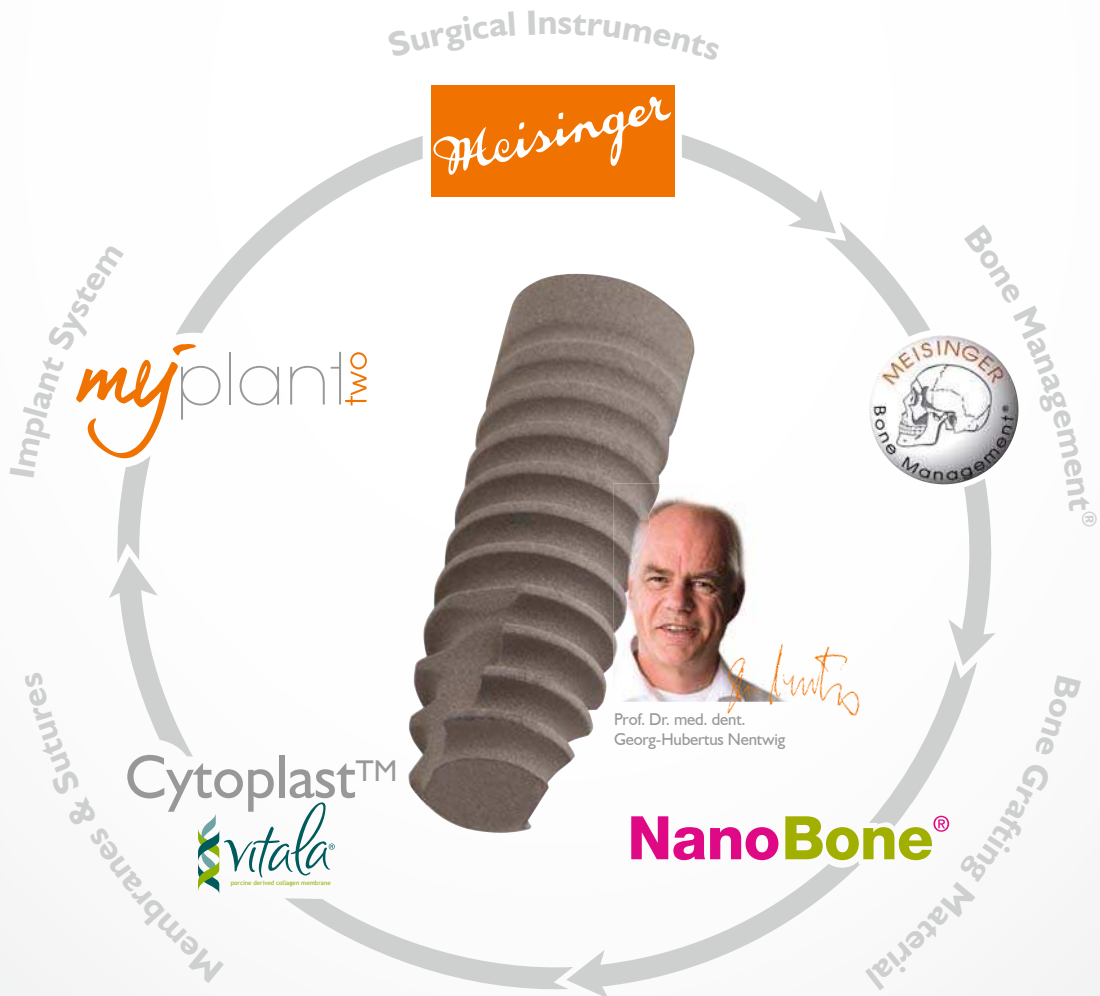 Surgical Instruments
Meisinger
Bone Management®
MEISINGER
Bone Management®
Implant System
myplant two
Prof. Dr. med. dent.
Georg-Hubertus Nentwig
Bone Grafting Material
NanoBone®
Membranes & Sutures
Cytoplast™
vitala®
porcine derived collagen membrane